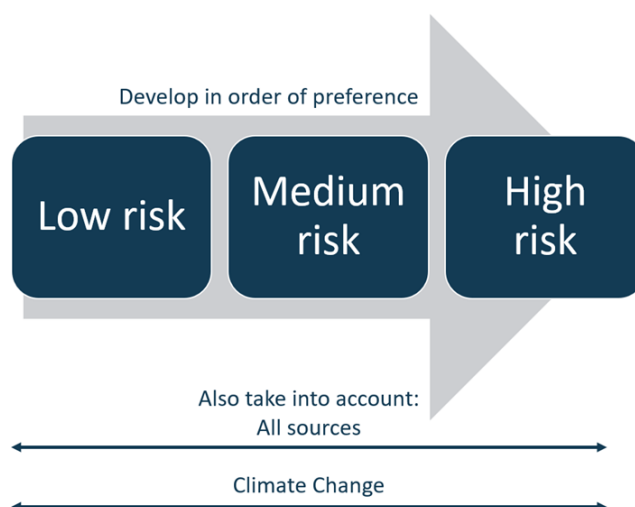 Develop in order of preference
Low risk
Medium
risk
High
risk
Also take into account:
All sources
Climate Change